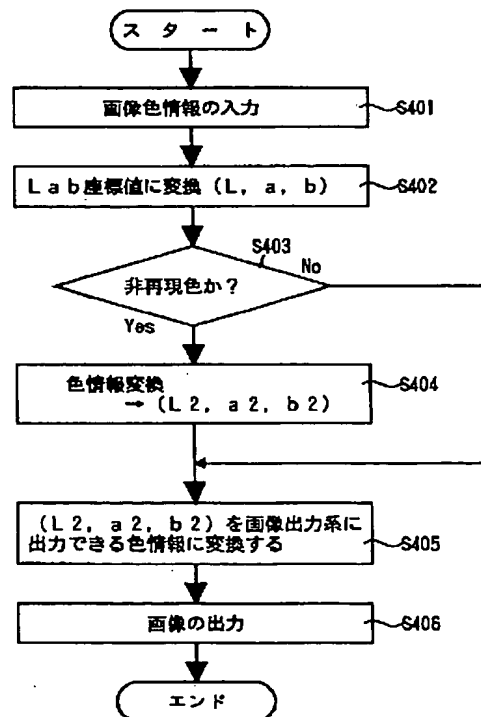 スタート
画像色情報の入力
S401
Lab座標値に変換 (L, a, b)
S402
S403
非再現色か?
No
Yes
色情報変換
→ (L2, a2, b2)
S404
(L2, a2, b2) を画像出力系に
出力できる色情報に変換する
S405
画像の出力
S406
エンド